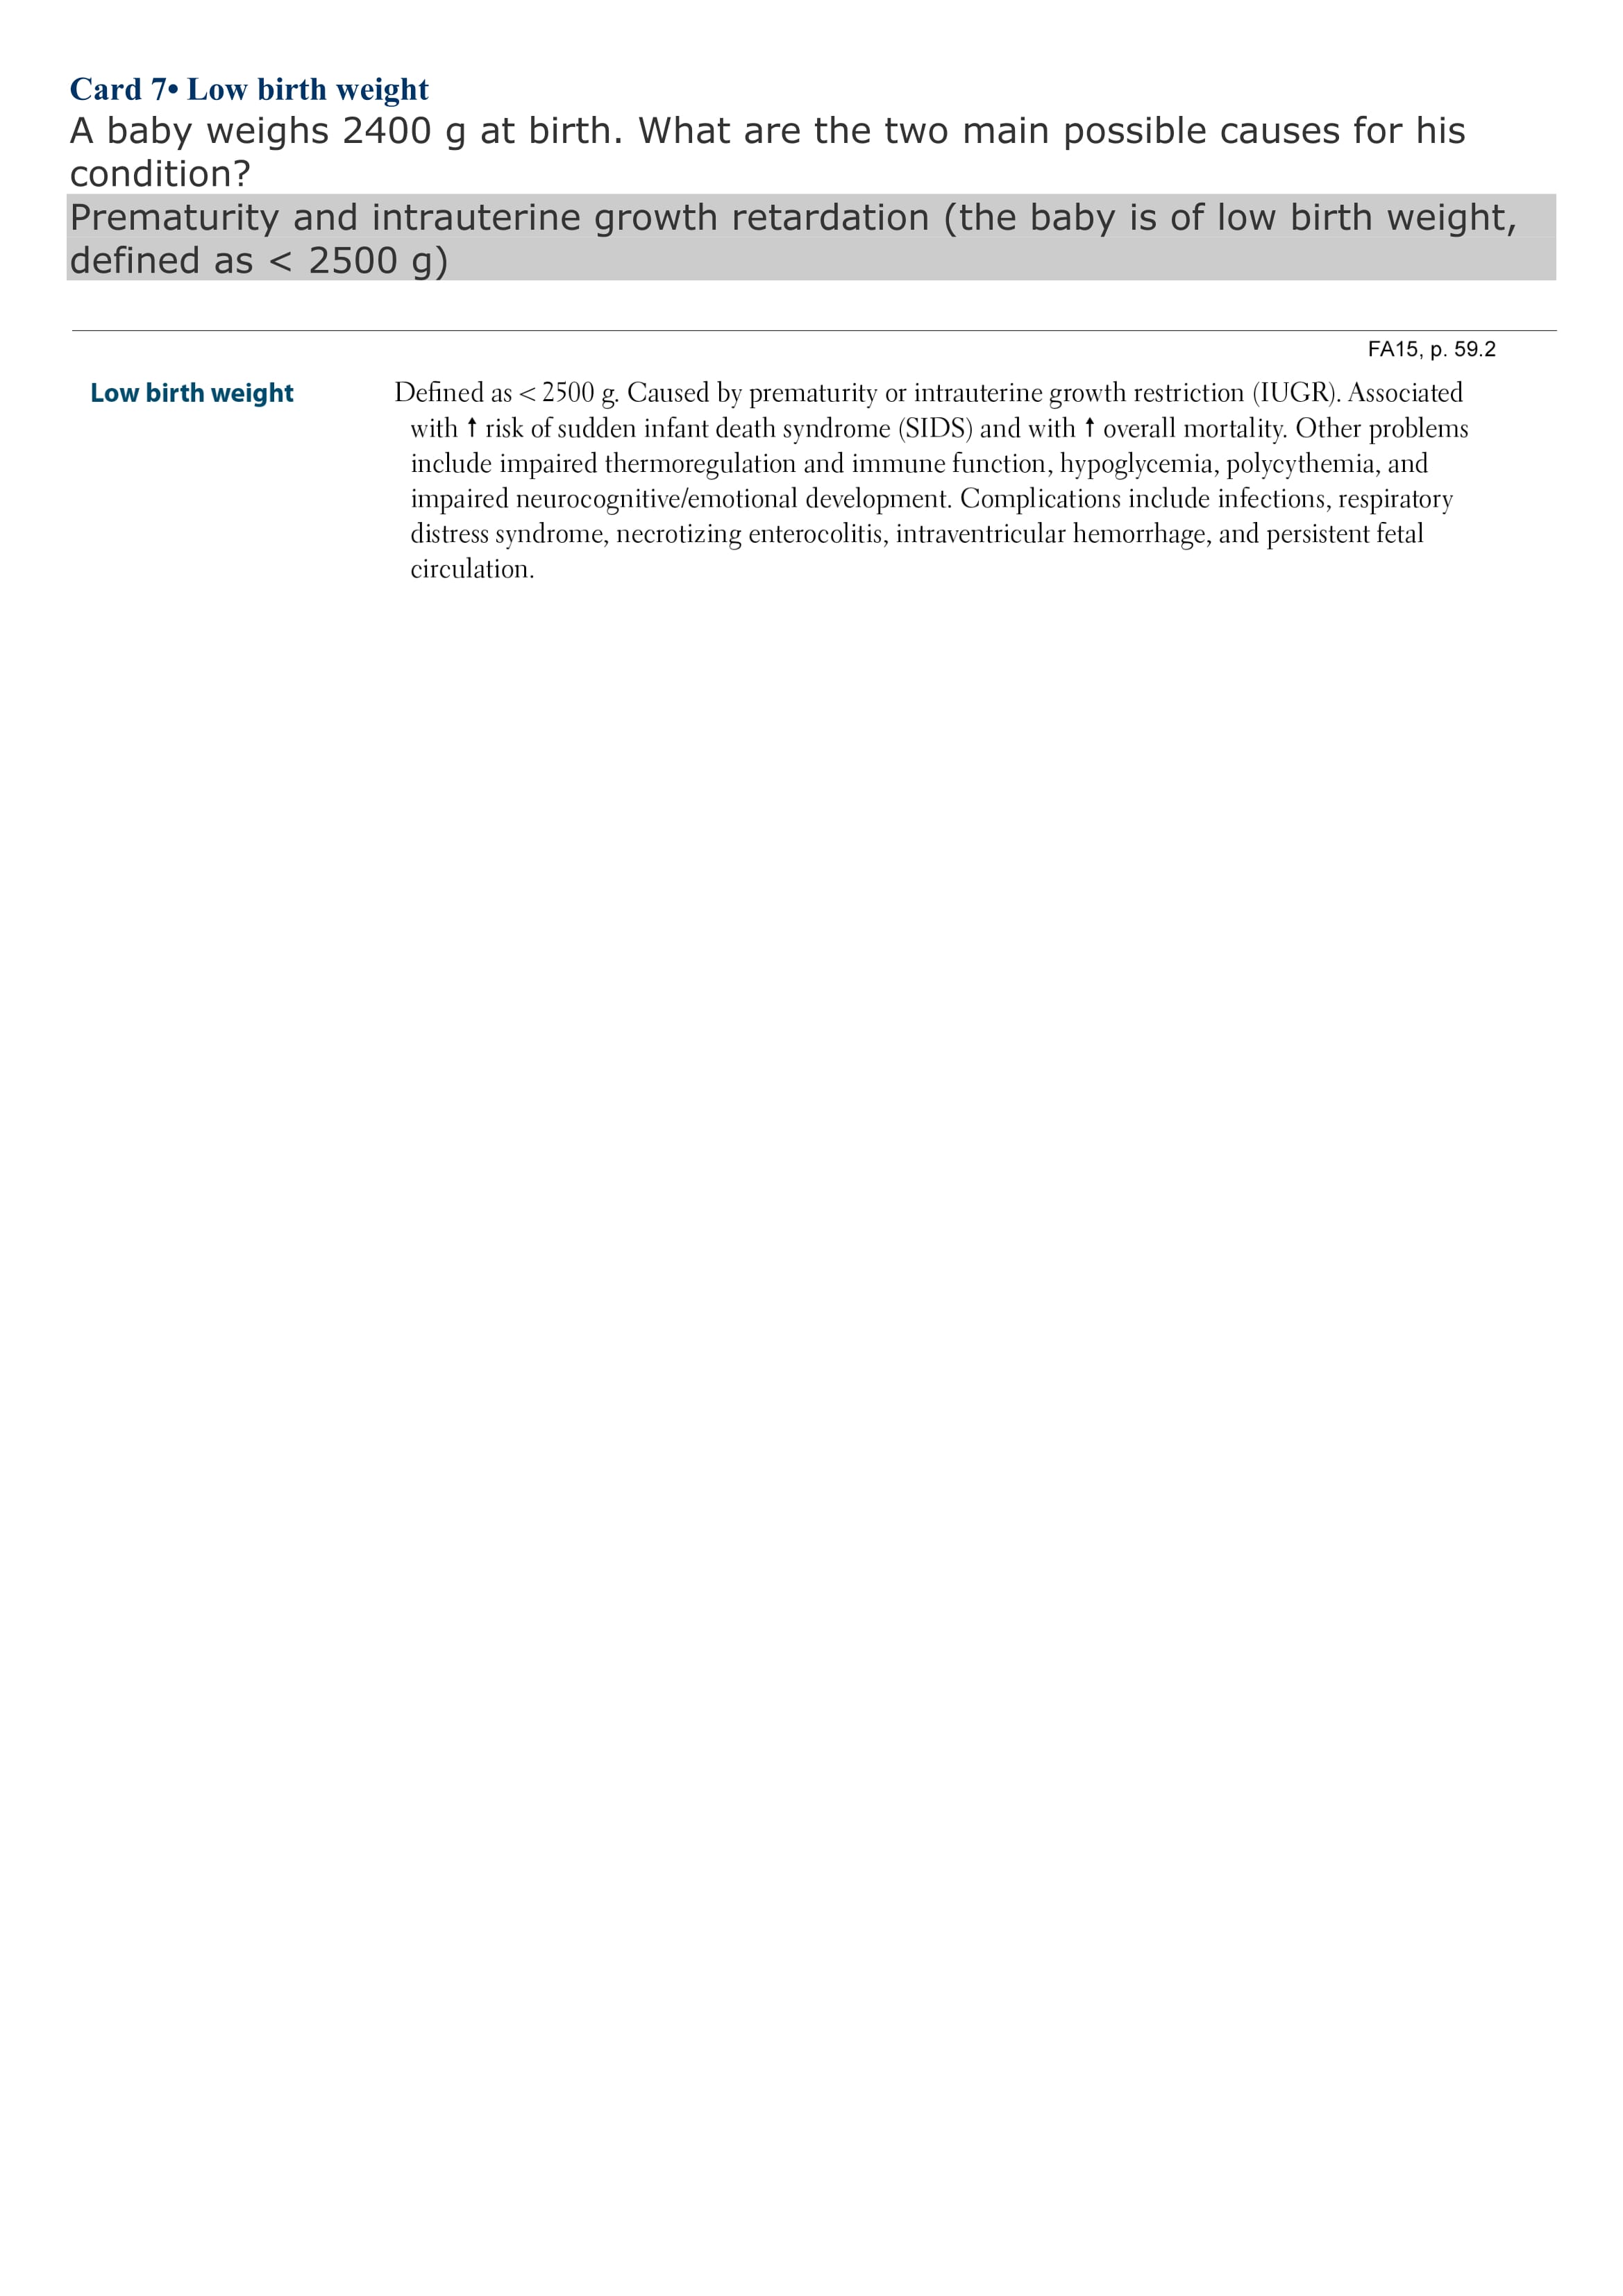 Card 7• Low birth weight
A baby weighs 2400 g at birth. What are the two main possible causes for his
condition?
Prematurity and intrauterine growth retardation (the baby is of low birth weight,
defined as < 2500 g)
FA15, p. 59.2
Low birth weight
Defined as < 2500 g. Caused by prematurity or intrauterine growth restriction (IUGR). Associated
with ↑ risk of sudden infant death syndrome (SIDS) and with ↑ overall mortality. Other problems
include impaired thermoregulation and immune function, hypoglycemia, polycythemia, and
impaired neurocognitive/emotional development. Complications include infections, respiratory
distress syndrome, necrotizing enterocolitis, intraventricular hemorrhage, and persistent fetal
circulation.